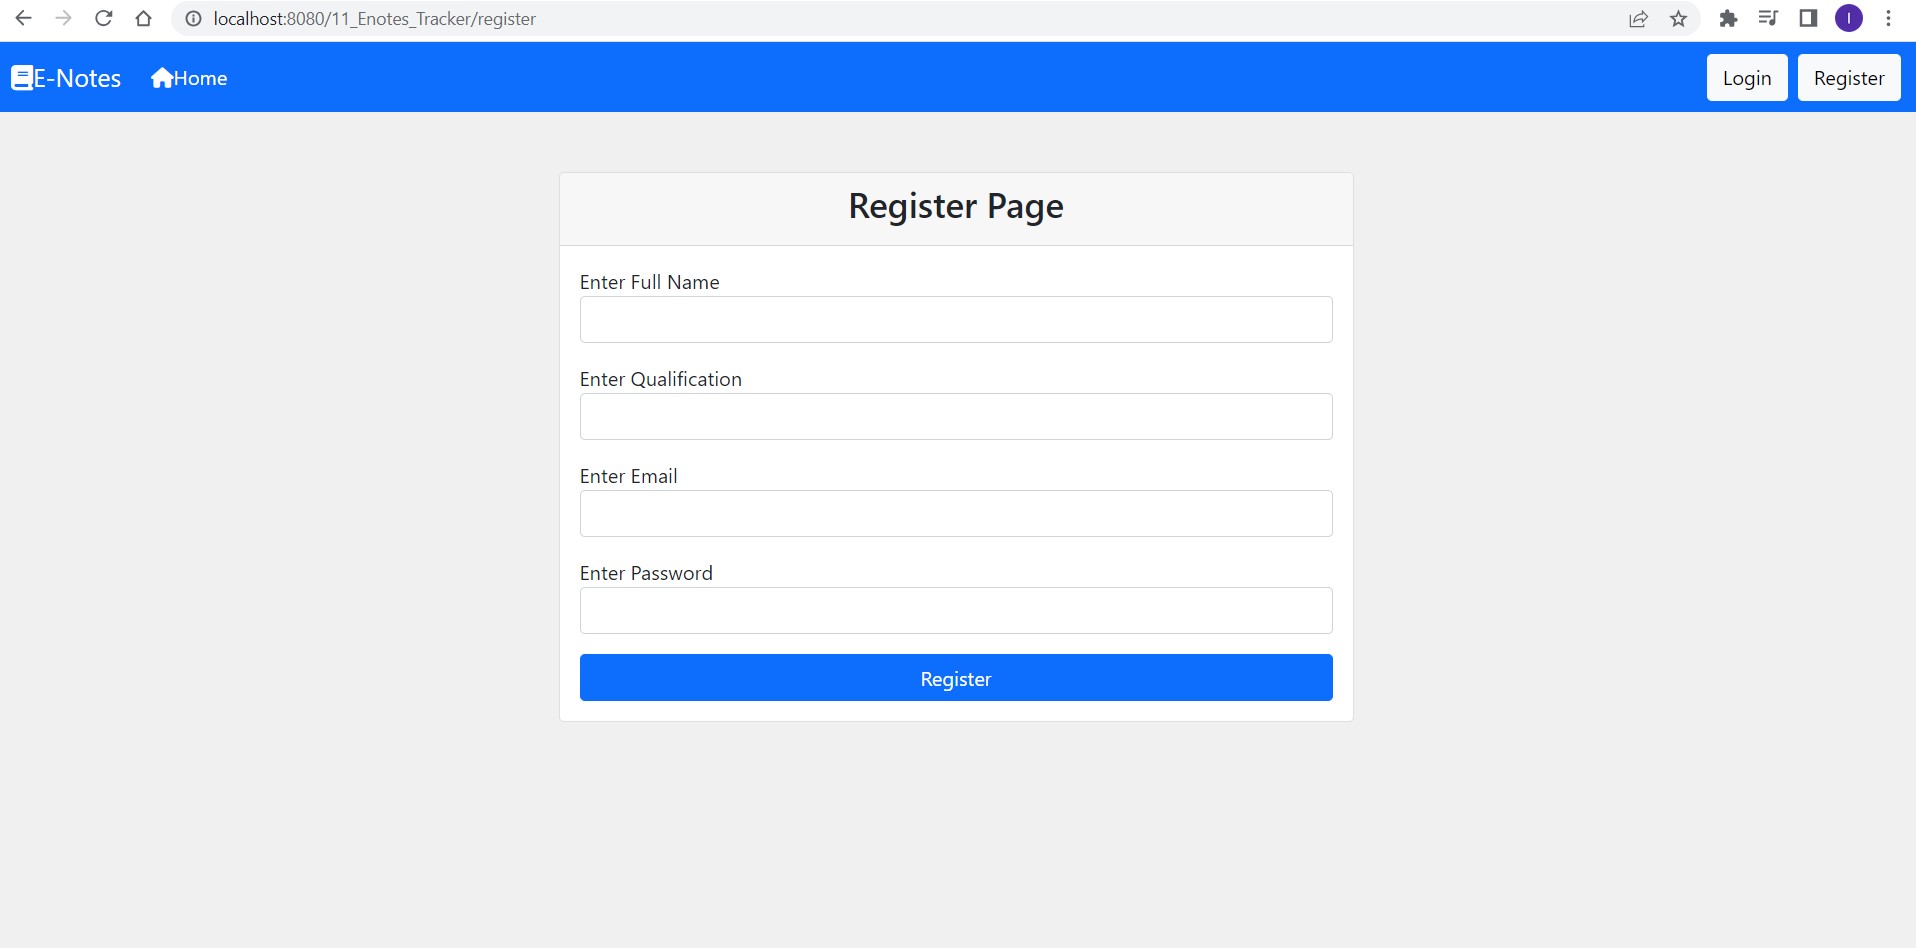 localhost:8080/11_Enotes_Tracker/register
I
E-Notes Home Login Register
Register Page
Enter Full Name
Enter Qualification
Enter Email
Enter Password
Register